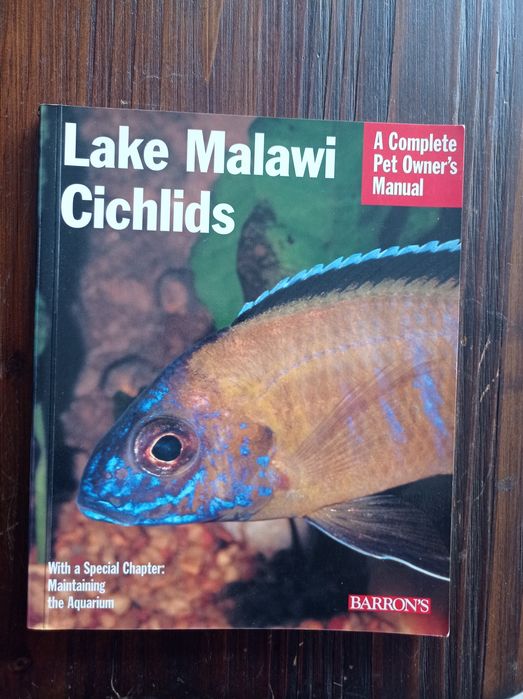 Lake Malawi
Cichlids
A Complete
Pet Owner's
Manual
With a Special Chapter:
Maintaining
the Aquarium
BARRON'S